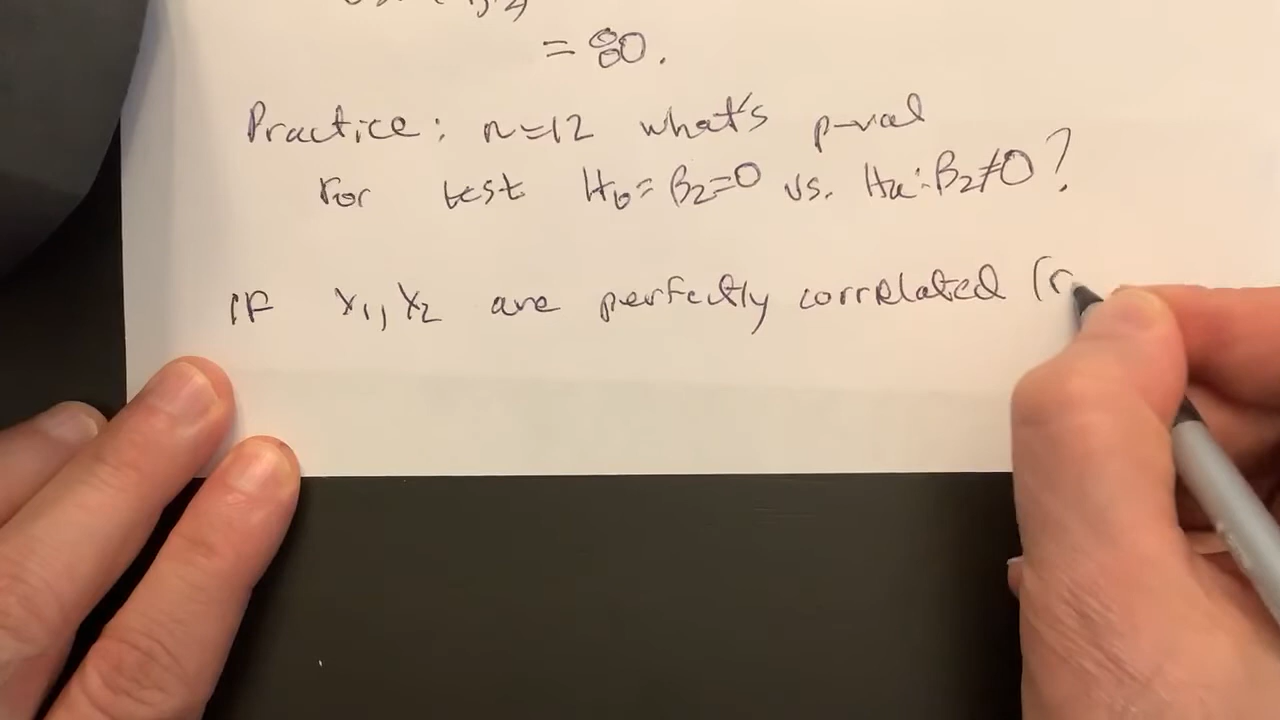 = 80.
Practice: n=12 what's p-val
for test H₀=β₂=0 vs. Hₐ:β₂≠0?
IF X₁, X₂ are perfectly correlated (r